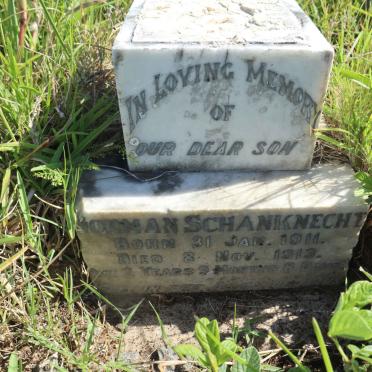 In Loving Memory
OF
OUR DEAR SON
NORMAN SCHANKNECHT
BORN 31 JAN. 1911.
DIED 8 NOV. 1913.
YEARS 9 MONTHS